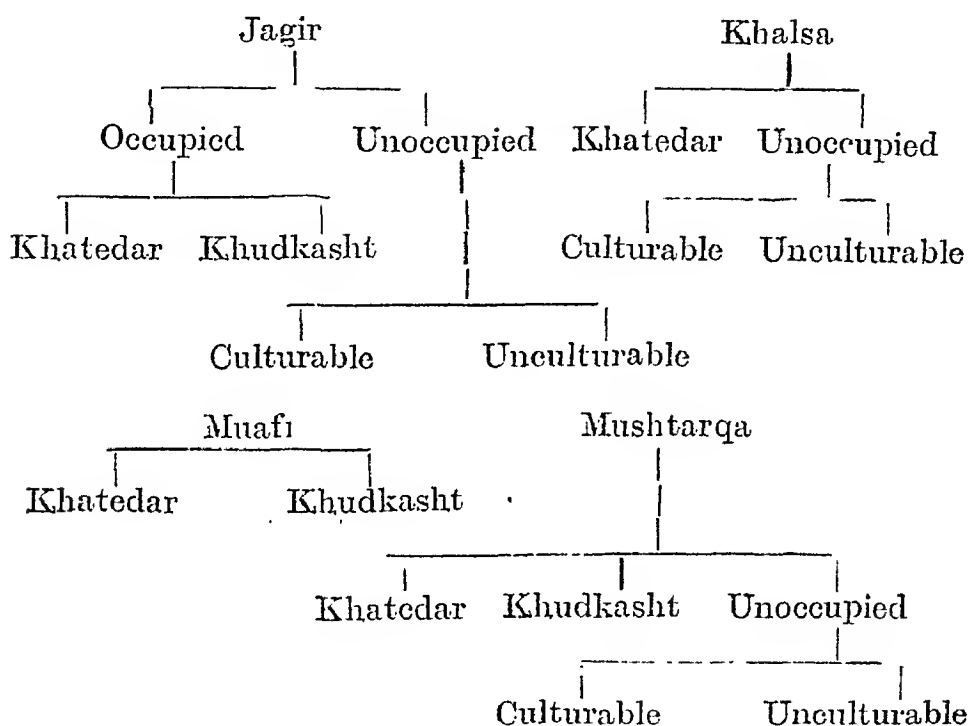 Jagir Khalsa
Occupied Unoccupied Khatedar Unoccupied
Khatedar Khudkasht Culturable Unculturable
Culturable Unculturable
Muafi Mushtarqa
Khatedar Khudkasht
Khatedar Khudkasht Unoccupied
Culturable Unculturable